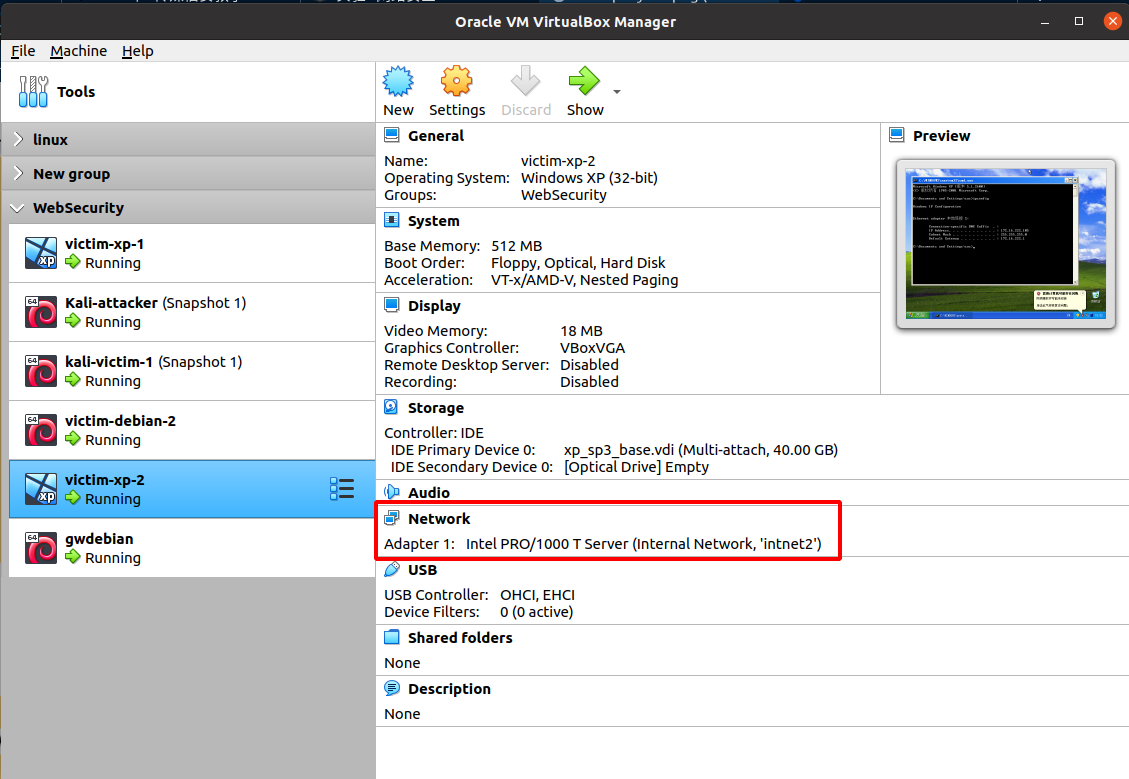 Oracle VM VirtualBox Manager
File Machine Help
Tools
New Settings Discard Show
linux
New group
WebSecurity
victim-xp-1
Running
Kali-attacker (Snapshot 1)
Running
kali-victim-1 (Snapshot 1)
Running
victim-debian-2
Running
victim-xp-2
Running
gwdebian
Running
General
Name: victim-xp-2
Operating System: Windows XP (32-bit)
Groups: WebSecurity
System
Base Memory: 512 MB
Boot Order: Floppy, Optical, Hard Disk
Acceleration: VT-x/AMD-V, Nested Paging
Display
Video Memory: 18 MB
Graphics Controller: VBoxVGA
Remote Desktop Server: Disabled
Recording: Disabled
Storage
Controller: IDE
IDE Primary Device 0: xp_sp3_base.vdi (Multi-attach, 40.00 GB)
IDE Secondary Device 0: [Optical Drive] Empty
Audio
Network
Adapter 1: Intel PRO/1000 T Server (Internal Network, 'intnet2')
USB
USB Controller: OHCI, EHCI
Device Filters: 0 (0 active)
Shared folders
None
Description
None
Preview